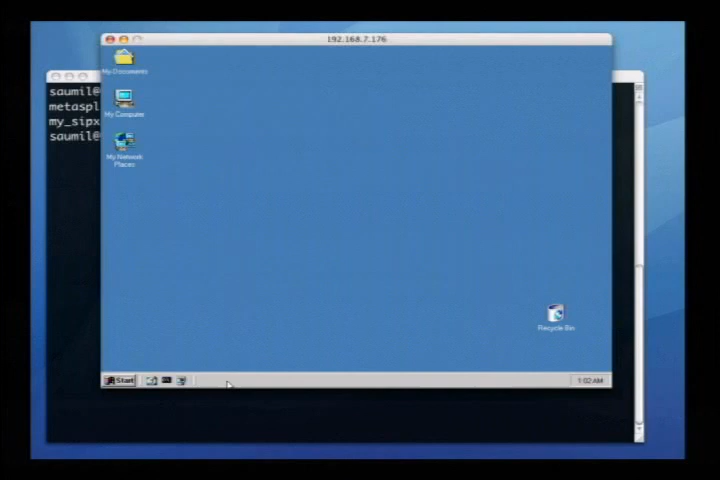 192.168.7.176
saumil@
metaspl
my_sipx
saumil@
My Documents
My Computer
My Network
Places
Recycle Bin
Start
1:02 AM